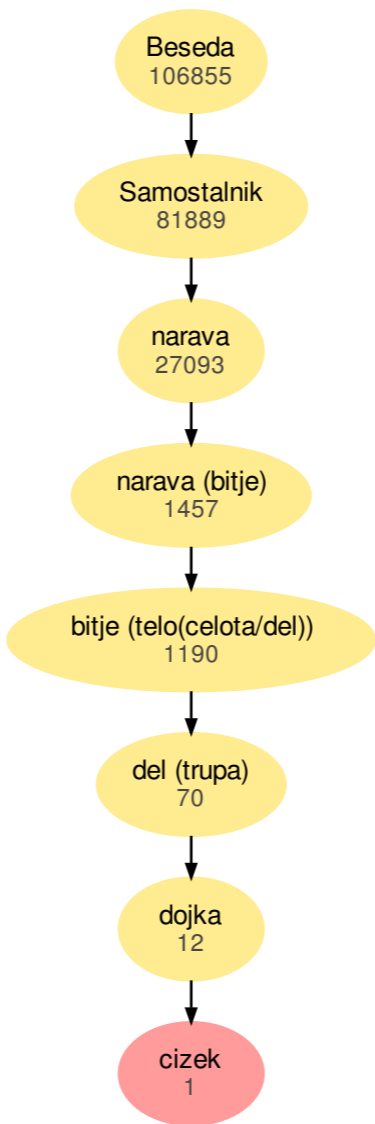 Beseda
106855
Samostalnik
81889
narava
27093
narava (bitje)
1457
bitje (telo(celota/del))
1190
del (trupa)
70
dojka
12
cizek
1